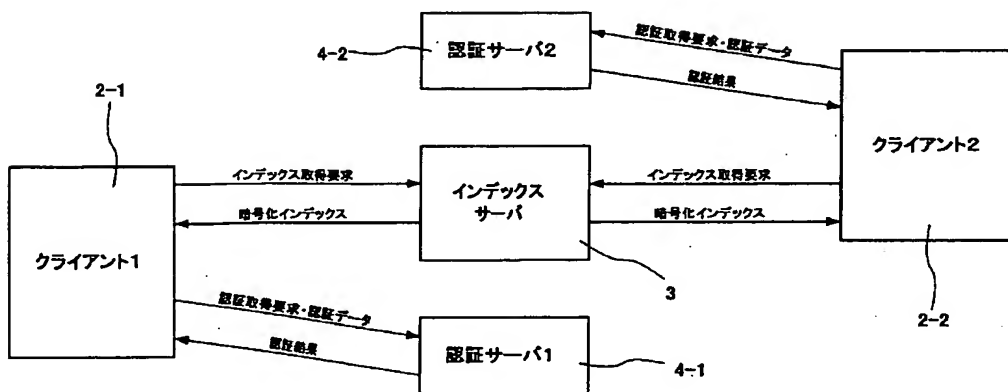 4-2
認証サーバ2
認証取得要求・認証データ
認証結果
2-1
クライアント2
インデックス取得要求
インデックス
サーバ
インデックス取得要求
暗号化インデックス
暗号化インデックス
クライアント1
3
2-2
認証取得要求・認証データ
認証結果
認証サーバ1
4-1